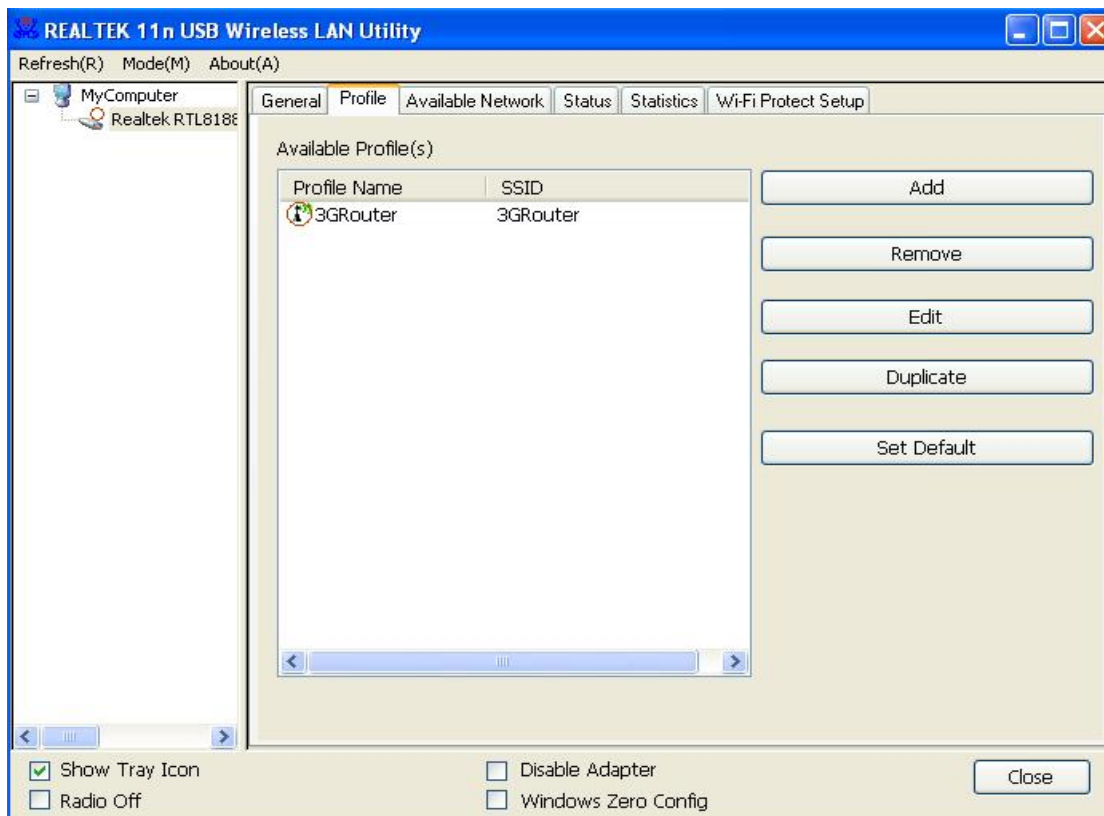 REALTEK 11n USB Wireless LAN Utility
Refresh(R) Mode(M) About(A)
MyComputer
Realtek RTL8188
General Profile Available Network Status Statistics Wi-Fi Protect Setup
Available Profile(s)
Profile Name SSID
3GRouter 3GRouter
Add
Remove
Edit
Duplicate
Set Default
Show Tray Icon
Radio Off
Disable Adapter
Windows Zero Config
Close